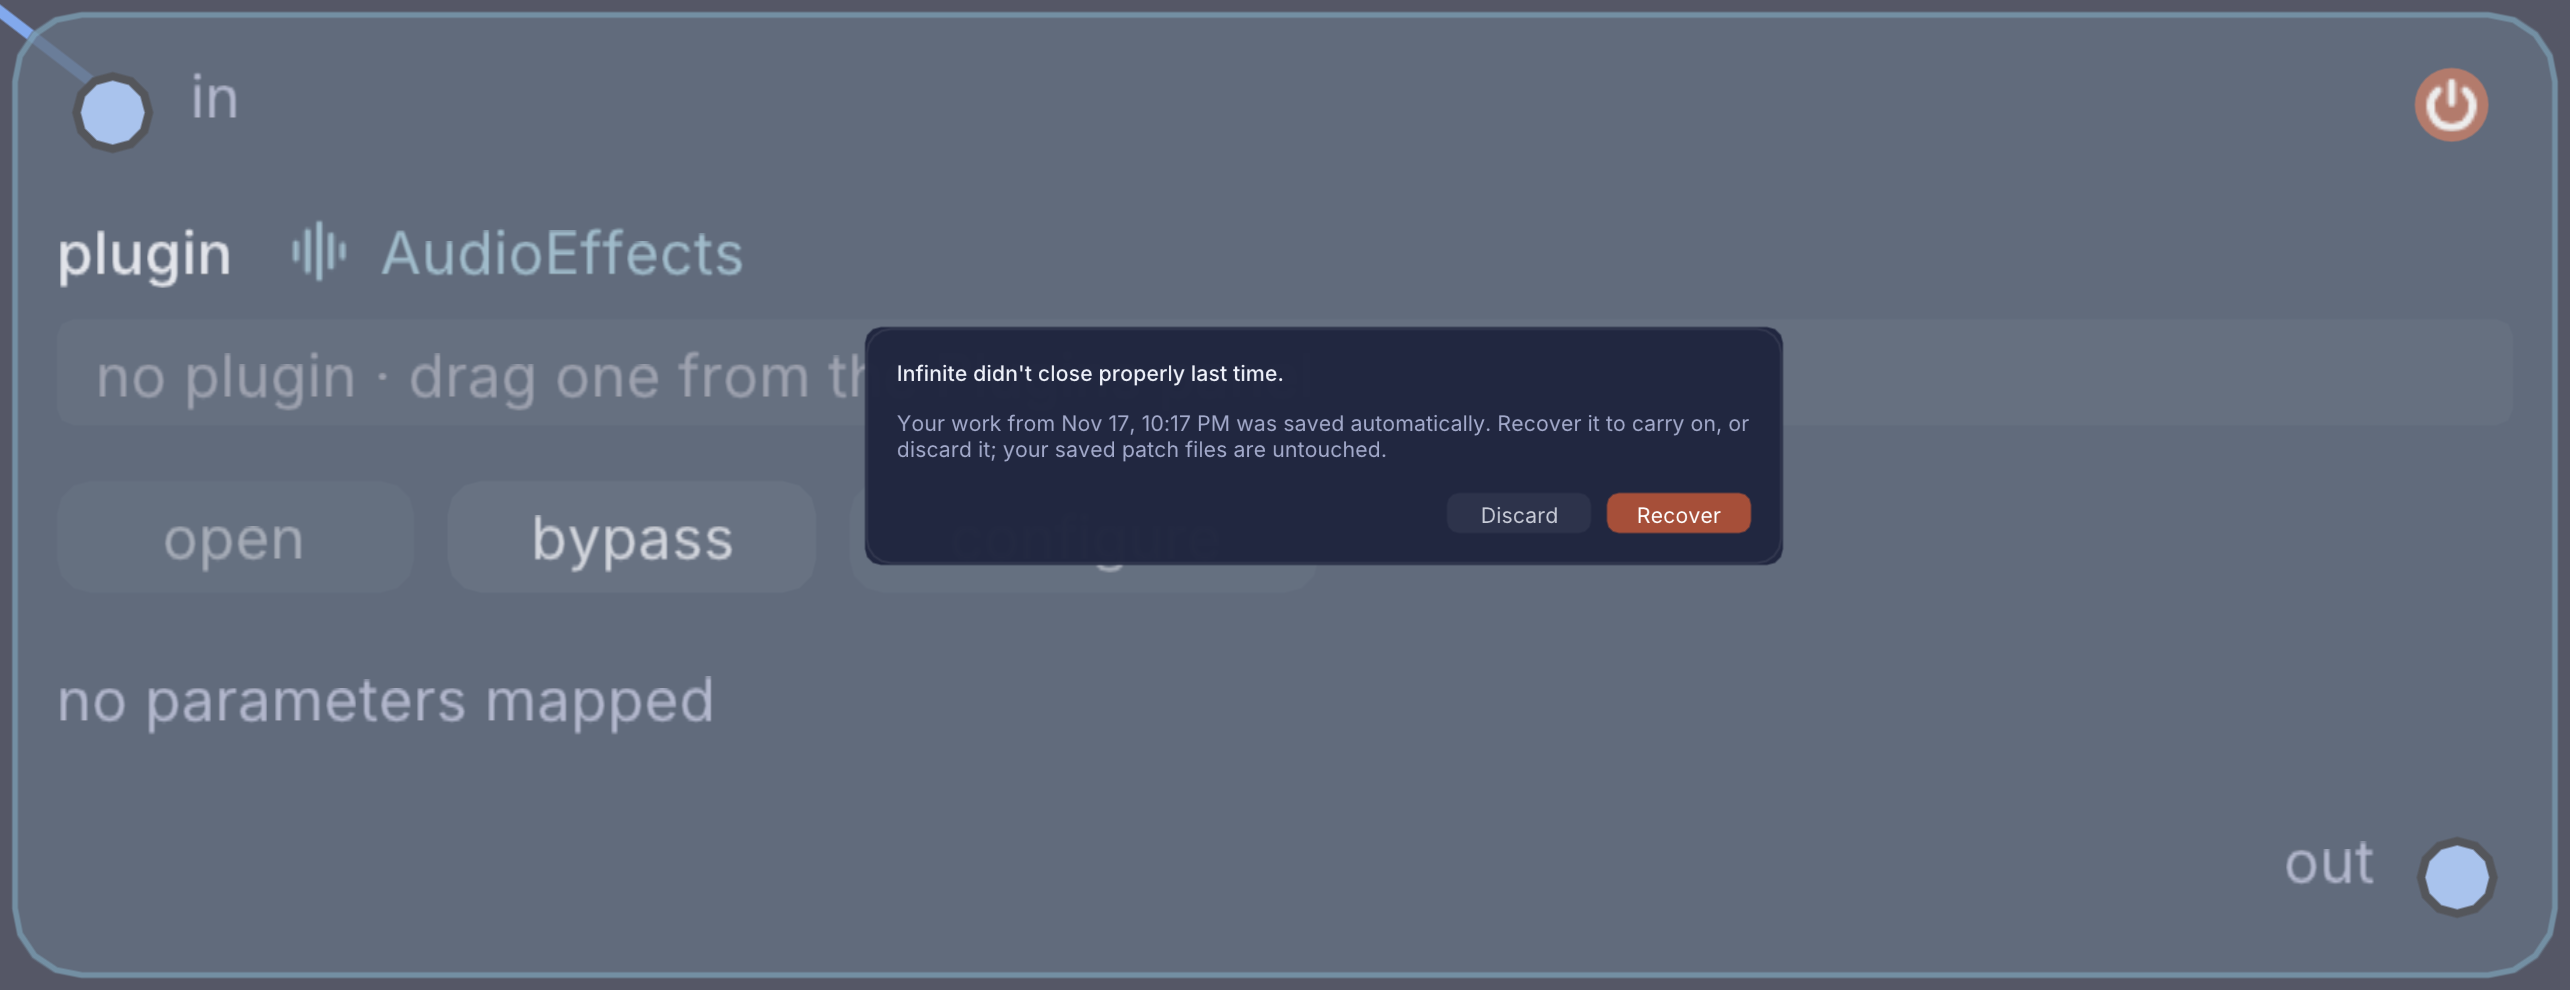 in
plugin AudioEffects
no plugin · drag one from
Infinite didn't close properly last time.
Your work from Nov 17, 10:17 PM was saved automatically. Recover it to carry on, or
discard it; your saved patch files are untouched.
Discard Recover
open bypass configure
no parameters mapped
out